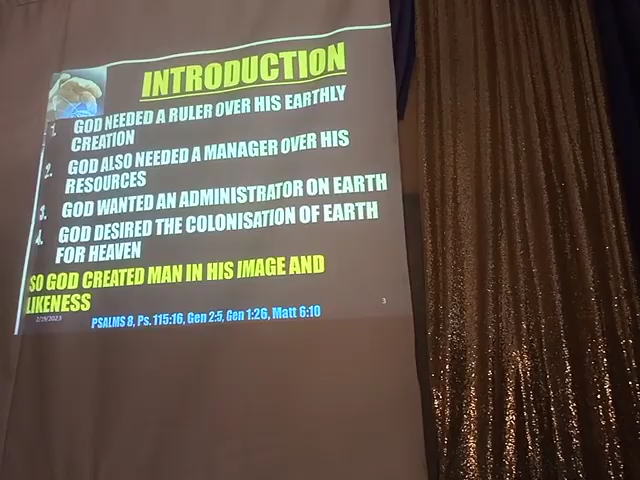 INTRODUCTION
1. GOD NEEDED A RULER OVER HIS EARTHLY
CREATION
2. GOD ALSO NEEDED A MANAGER OVER HIS
RESOURCES
3. GOD WANTED AN ADMINISTRATOR ON EARTH
4. GOD DESIRED THE COLONISATION OF EARTH
FOR HEAVEN
SO GOD CREATED MAN IN HIS IMAGE AND
LIKENESS
2/19/2023
PSALMS 8, Ps. 115:16, Gen 2:5, Gen 1:26, Matt 6:10
3